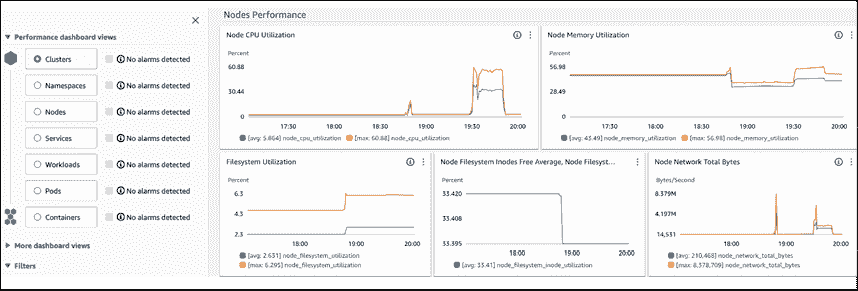 Performance dashboard views
Clusters
No alarms detected
Namespaces
No alarms detected
Nodes
No alarms detected
Services
No alarms detected
Workloads
No alarms detected
Pods
No alarms detected
Containers
No alarms detected
More dashboard views
Filters
Nodes Performance
Node CPU Utilization
Percent
60.88
30.44
0
17:30 18:00 18:30 19:00 19:30 20:00
[avg: 5.864] node_cpu_utilization [max: 60.88] node_cpu_utilization
Node Memory Utilization
Percent
56.98
28.49
0
17:30 18:00 18:30 19:00 19:30 20:00
[avg: 45.49] node_memory_utilization [max: 56.98] node_memory_utilization
Filesystem Utilization
Percent
6.3
4.3
2.3
18:00 19:00 20:00
[avg: 2.631] node_filesystem_utilization
[max: 6.295] node_filesystem_utilization
Node Filesystem Inodes Free Average, Node Filesyst...
Percent
33.420
33.408
33.395
18:00 19:00 20:00
[avg: 33.41] node_filesystem_inode_utilization
Node Network Total Bytes
Bytes/Second
8.379M
4.197M
14,531
18:00 19:00 20:00
[avg: 210,468] node_network_total_bytes
[max: 8,378,709] node_network_total_bytes